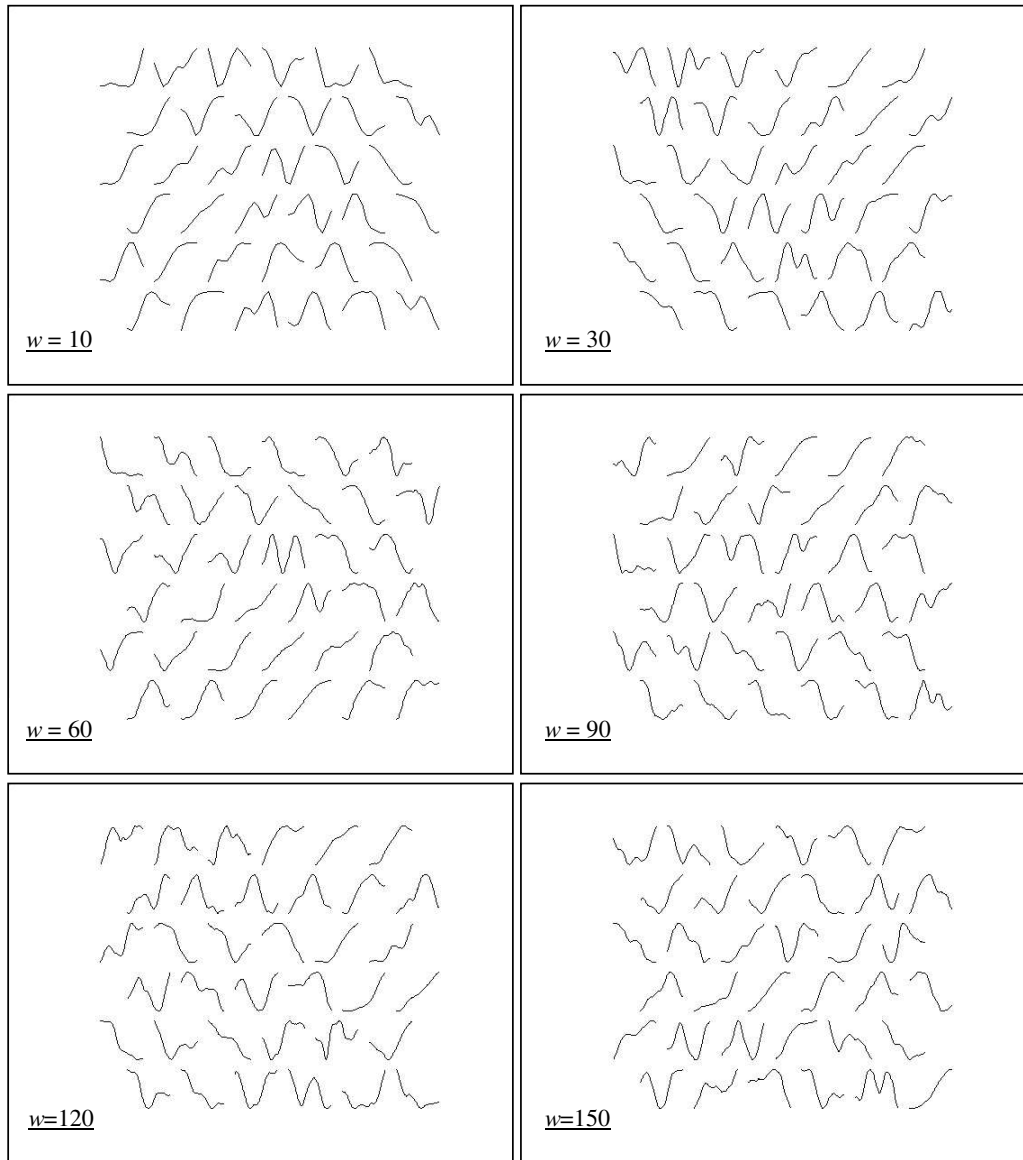 w = 10
w = 30
w = 60
w = 90
w=120
w=150